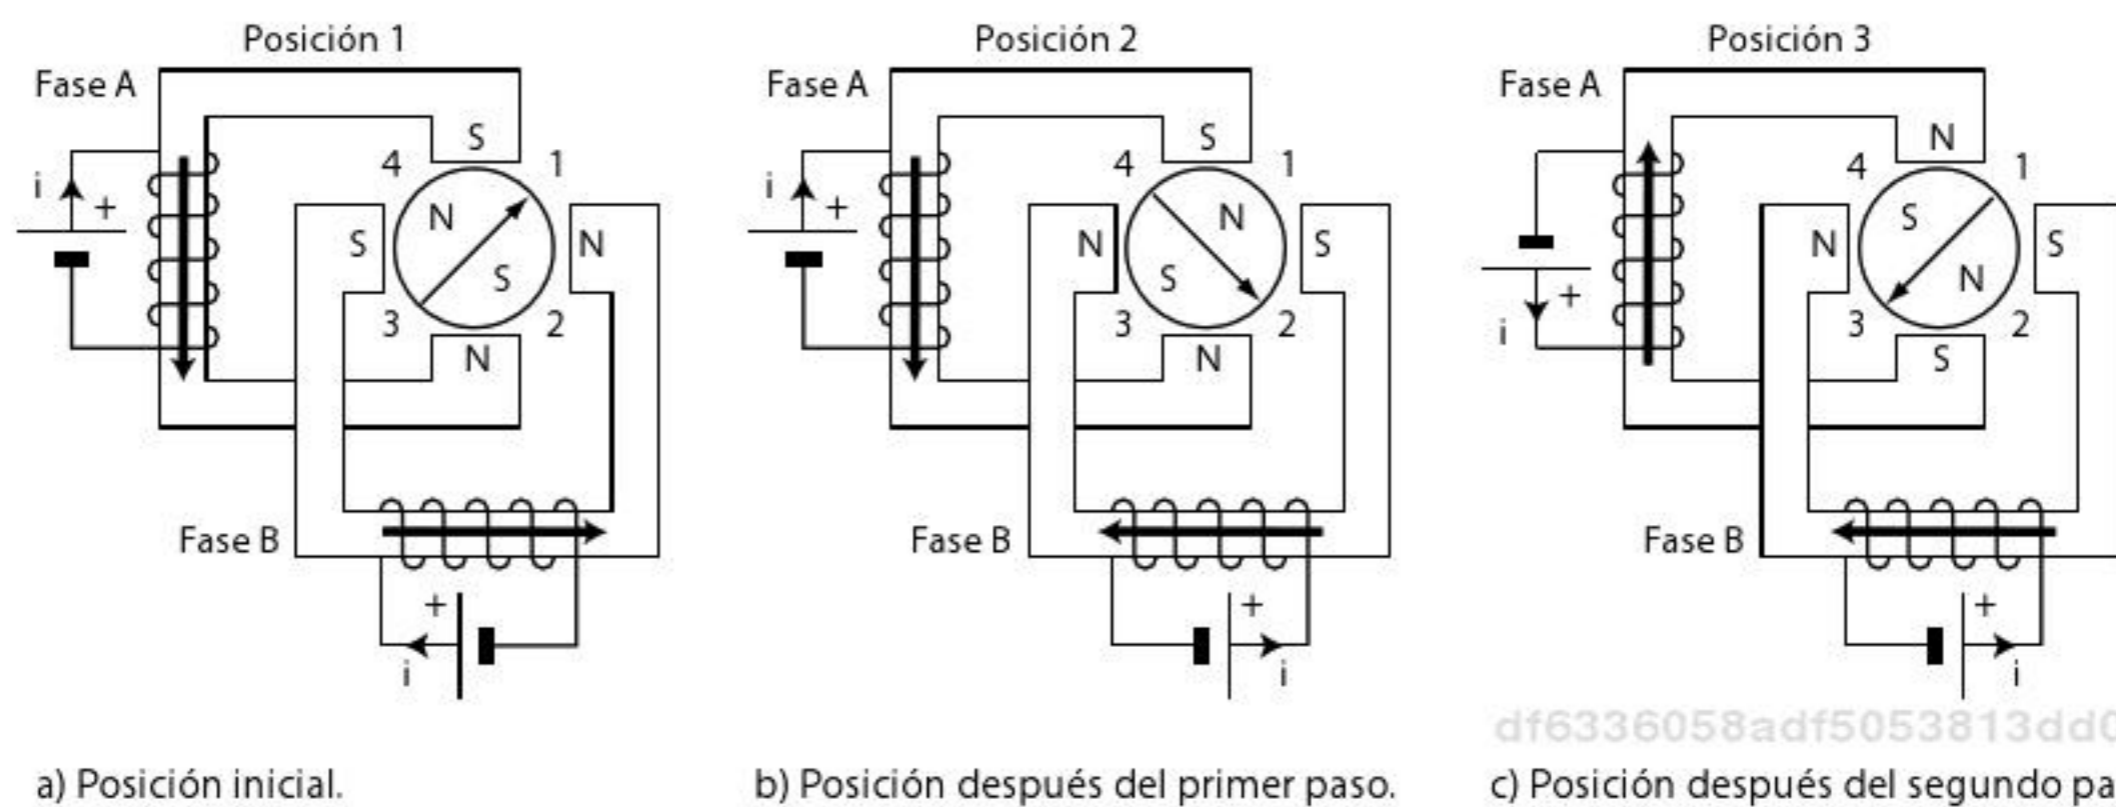 Posición 1
Fase A
S
4
1
i
+
N
S
N
S
3
2
N
Fase B
+
i
a) Posición inicial.
Posición 2
Fase A
S
4
1
i
+
N
N
S
S
3
2
N
Fase B
+
i
b) Posición después del primer paso.
Posición 3
Fase A
N
4
1
S
N
S
N
+
i
3
2
S
Fase B
+
i
df6336058adf5053813dd0
c) Posición después del segundo pa